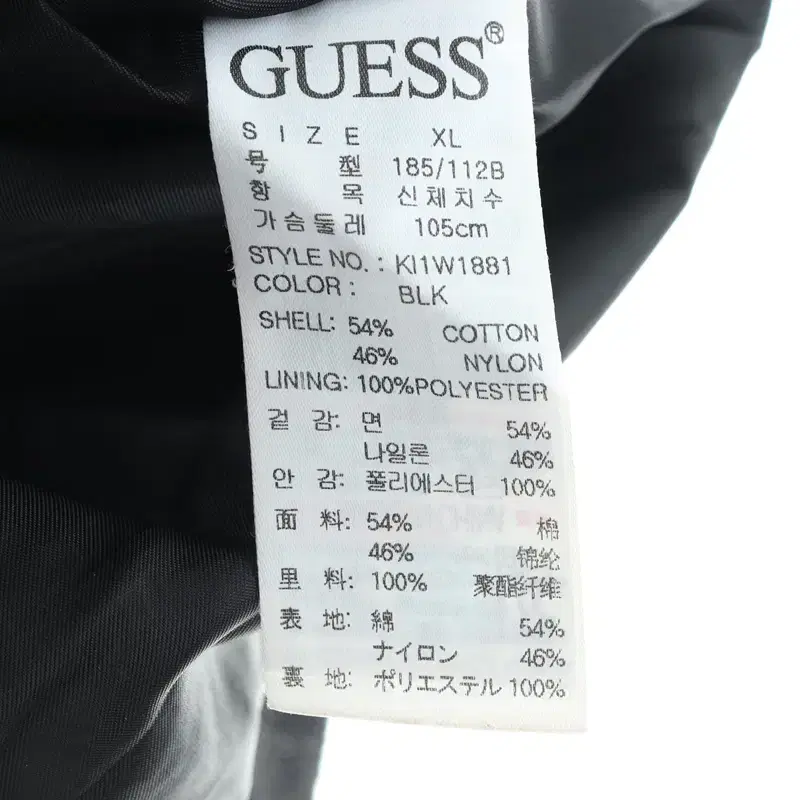 GUESS®
SIZE XL
号 型 185/112B
항 목 신체치수
가슴둘레 105cm
STYLE NO. : KI1W1881
COLOR : BLK
SHELL: 54% COTTON
46% NYLON
LINING: 100%POLYESTER
겉 감: 면 54%
나일론 46%
안 감: 폴리에스터 100%
面 料: 54% 棉
46% 锦纶
里 料: 100% 聚酯纤维
表 地: 綿 54%
ナイロン 46%
裏 地: ポリエステル 100%